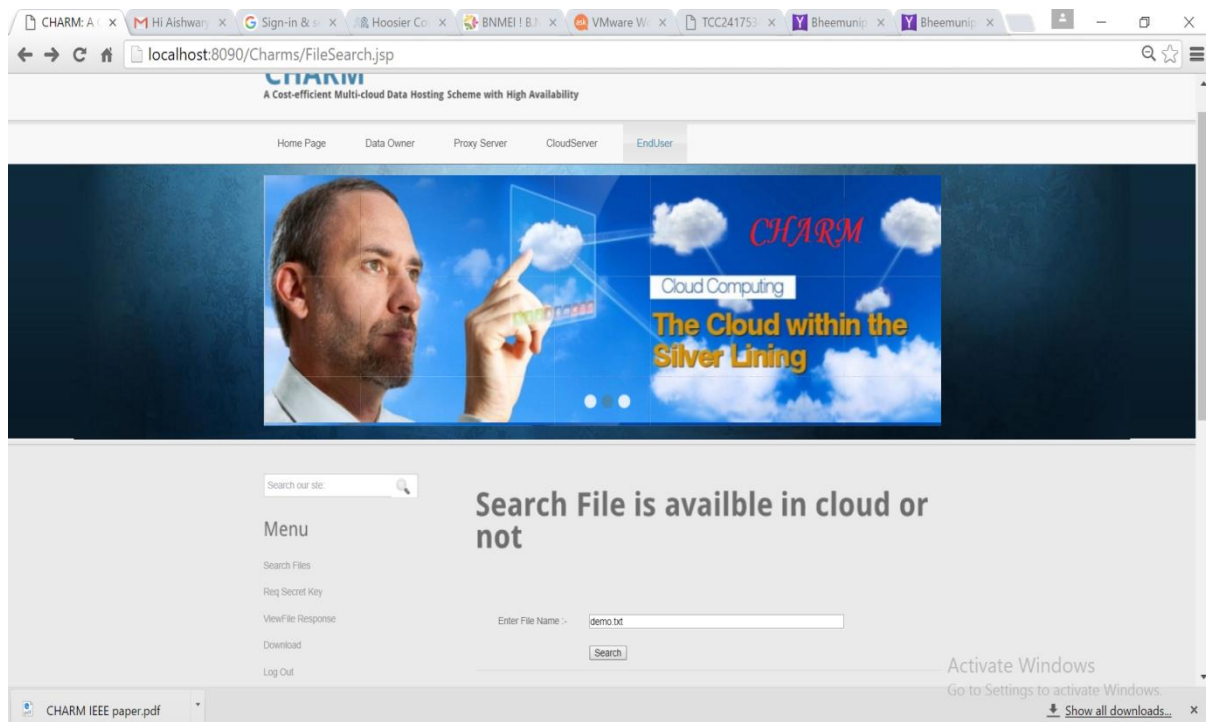 CHARM: A C
Hi Aishwary
Sign-in & s
Hoosier Co
BNMEI ! B.
VMware W
TCC241753
Bheemunip
Bheemunip
localhost:8090/Charms/FileSearch.jsp
CHARM
A Cost-efficient Multi-cloud Data Hosting Scheme with High Availability
Home Page Data Owner Proxy Server CloudServer EndUser
CHARM
Cloud Computing
The Cloud within the
Silver Lining
Search our site:
Menu
Search Files
Req Secret Key
ViewFile Response
Download
Log Out
Search File is availble in cloud or
not
Enter File Name :- demo.txt
Search
Activate Windows
Go to Settings to activate Windows.
CHARM IEEE paper.pdf
Show all downloads...